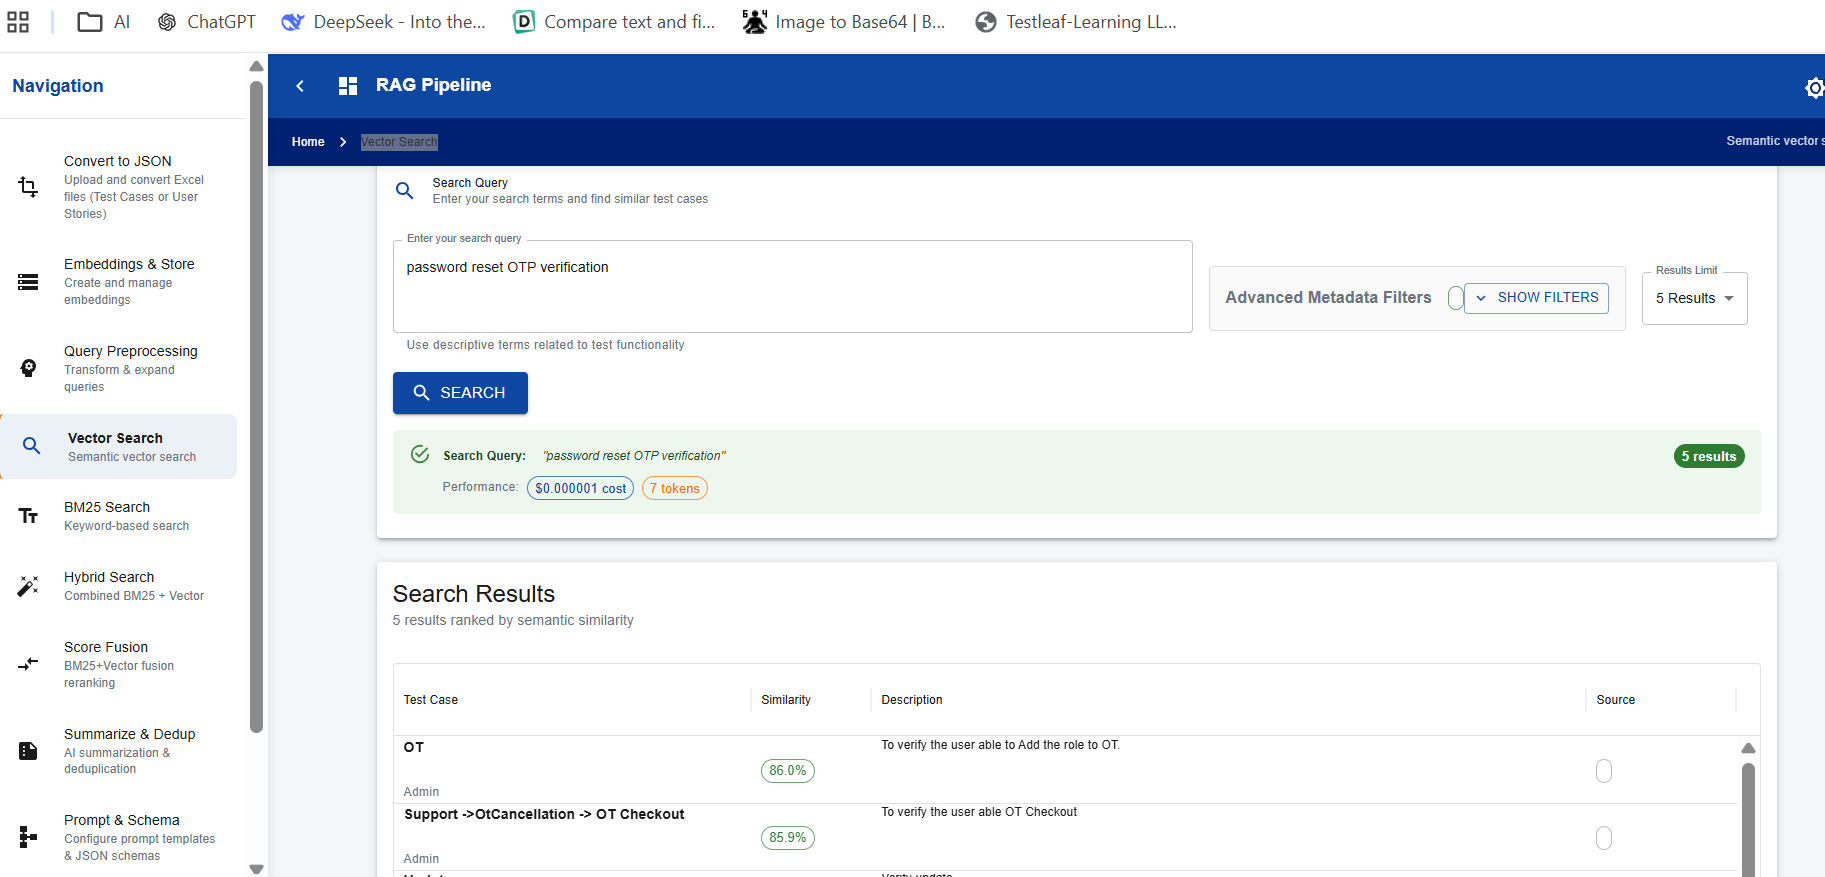 AI
ChatGPT
DeepSeek - Into the...
Compare text and fi...
Image to Base64 | B...
Testleaf-Learning LL...
Navigation
Convert to JSON
Upload and convert Excel
files (Test Cases or User
Stories)
Embeddings & Store
Create and manage
embeddings
Query Preprocessing
Transform & expand
queries
Vector Search
Semantic vector search
BM25 Search
Keyword-based search
Hybrid Search
Combined BM25 + Vector
Score Fusion
BM25+Vector fusion
reranking
Summarize & Dedup
AI summarization &
deduplication
Prompt & Schema
Configure prompt templates
& JSON schemas
RAG Pipeline
Home
Vector Search
Semantic vector s
Search Query
Enter your search terms and find similar test cases
Enter your search query
password reset OTP verification
Use descriptive terms related to test functionality
Advanced Metadata Filters
SHOW FILTERS
Results Limit
5 Results
SEARCH
Search Query: "password reset OTP verification"
5 results
Performance: $0.000001 cost 7 tokens
Search Results
5 results ranked by semantic similarity
Test Case Similarity Description Source
OT
To verify the user able to Add the role to OT.
86.0%
Admin
Support ->OtCancellation -> OT Checkout
To verify the user able OT Checkout
85.9%
Admin
Verify update